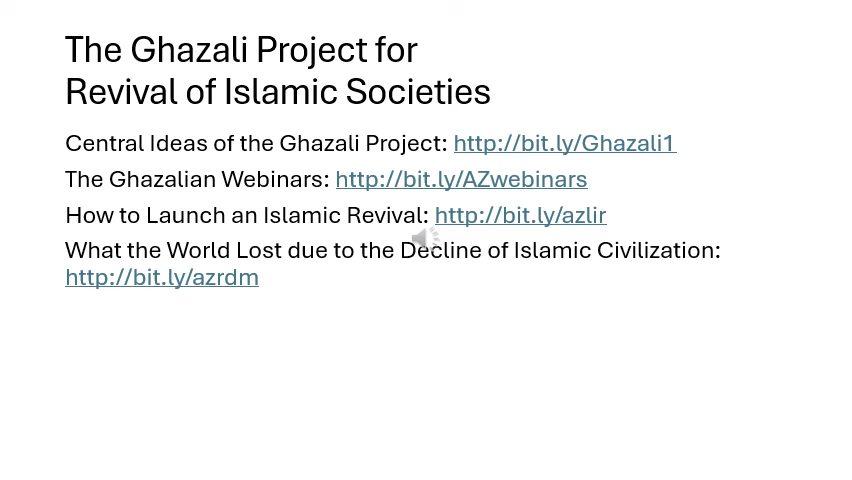 The Ghazali Project for
Revival of Islamic Societies
Central Ideas of the Ghazali Project: http://bit.ly/Ghazali1
The Ghazalian Webinars: http://bit.ly/AZwebinars
How to Launch an Islamic Revival: http://bit.ly/azlir
What the World Lost due to the Decline of Islamic Civilization:
http://bit.ly/azrdm